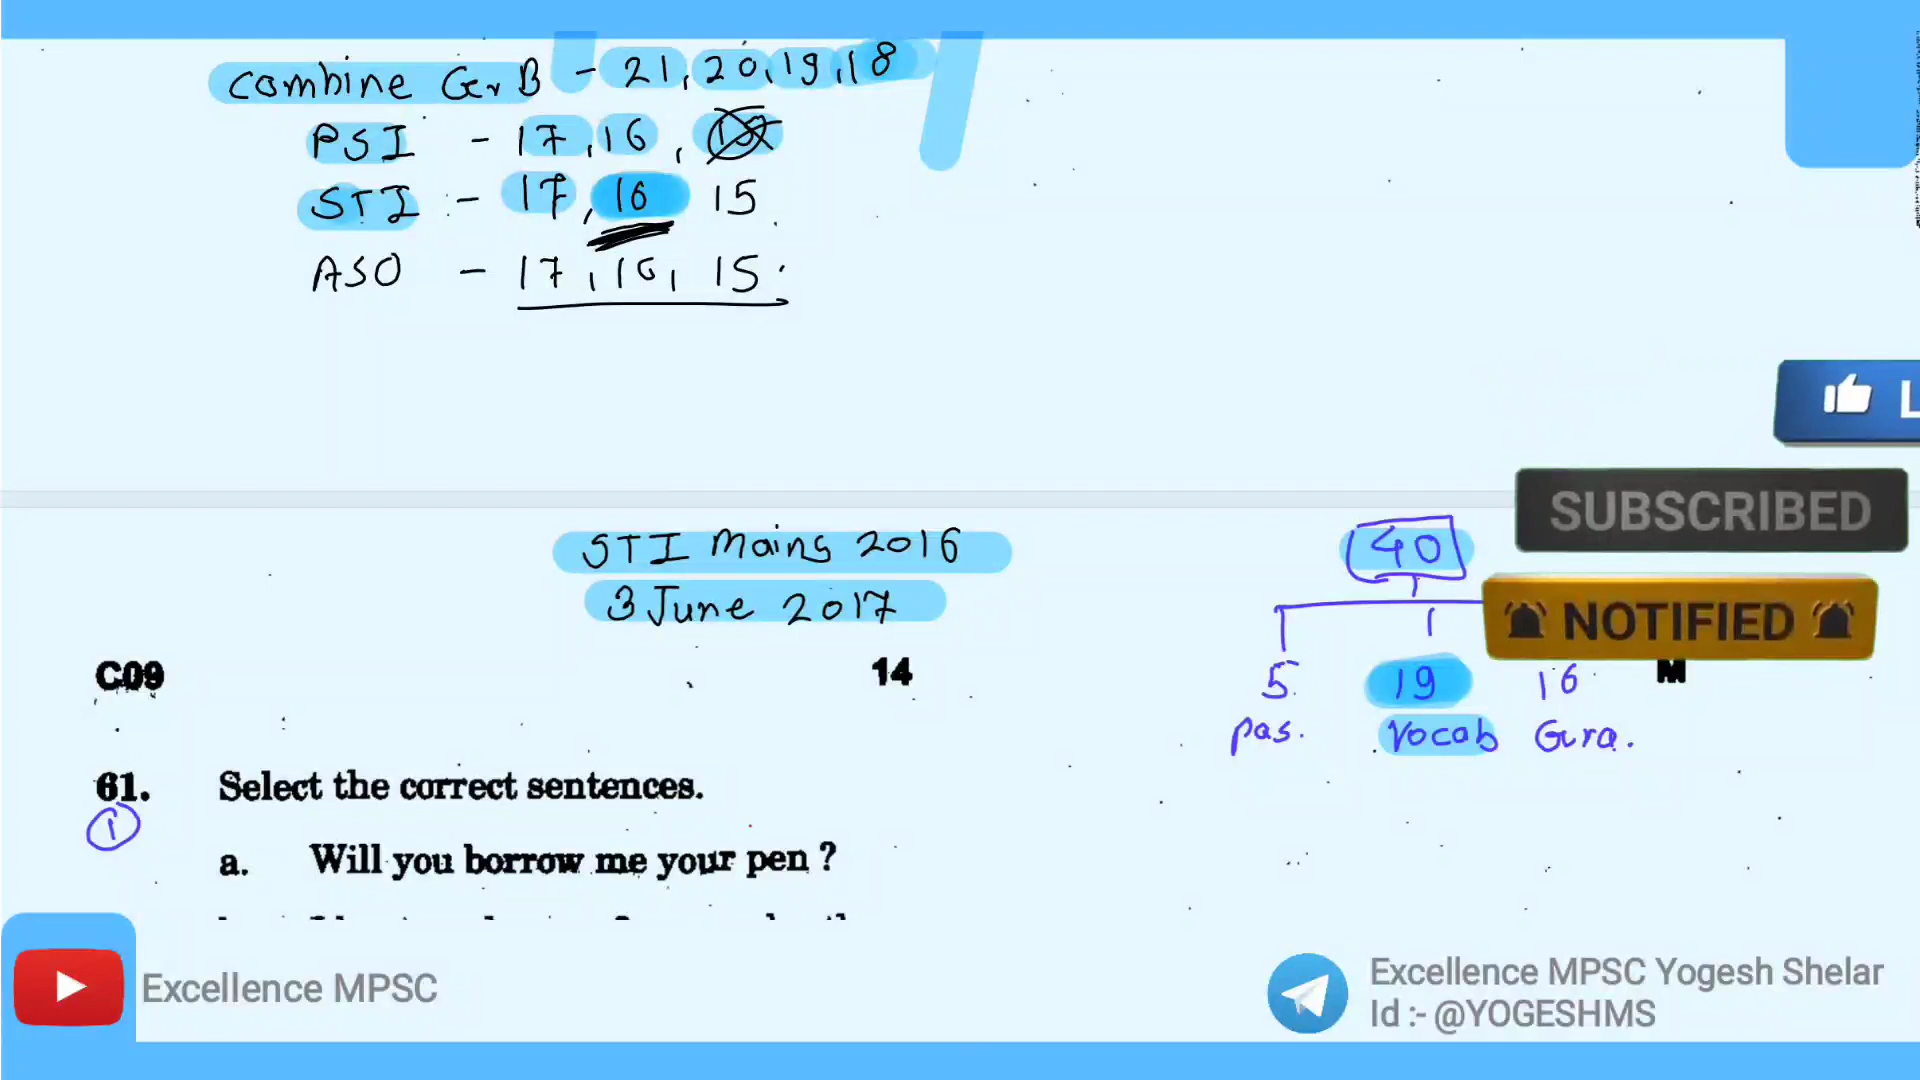 Combine Gr B - 21, 20, 19, 18
PSI - 17, 16,
STI - 17, 16 15
ASO - 17, 16, 15
L
SUBSCRIBED
NOTIFIED
STI Mains 2016
3 June 2017
40
5 19 16
pas. Vocab Gra.
C09 14 M
61. Select the correct sentences.
1
a. Will you borrow me your pen ?
Excellence MPSC
Excellence MPSC Yogesh Shelar
Id :- @YOGESHMS